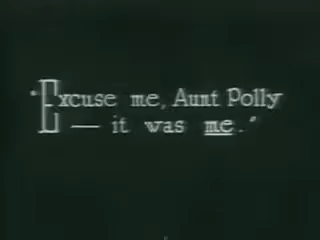 "Excuse me, Aunt Polly
— it was me."